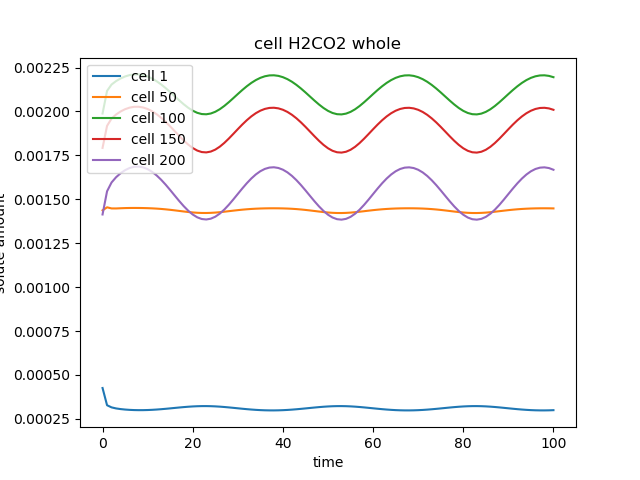 cell H2CO2 whole
0.00225
0.00200
0.00175
0.00150
0.00125
0.00100
0.00075
0.00050
0.00025
cell 1
cell 50
cell 100
cell 150
cell 200
solute amount
0 20 40 60 80 100
time